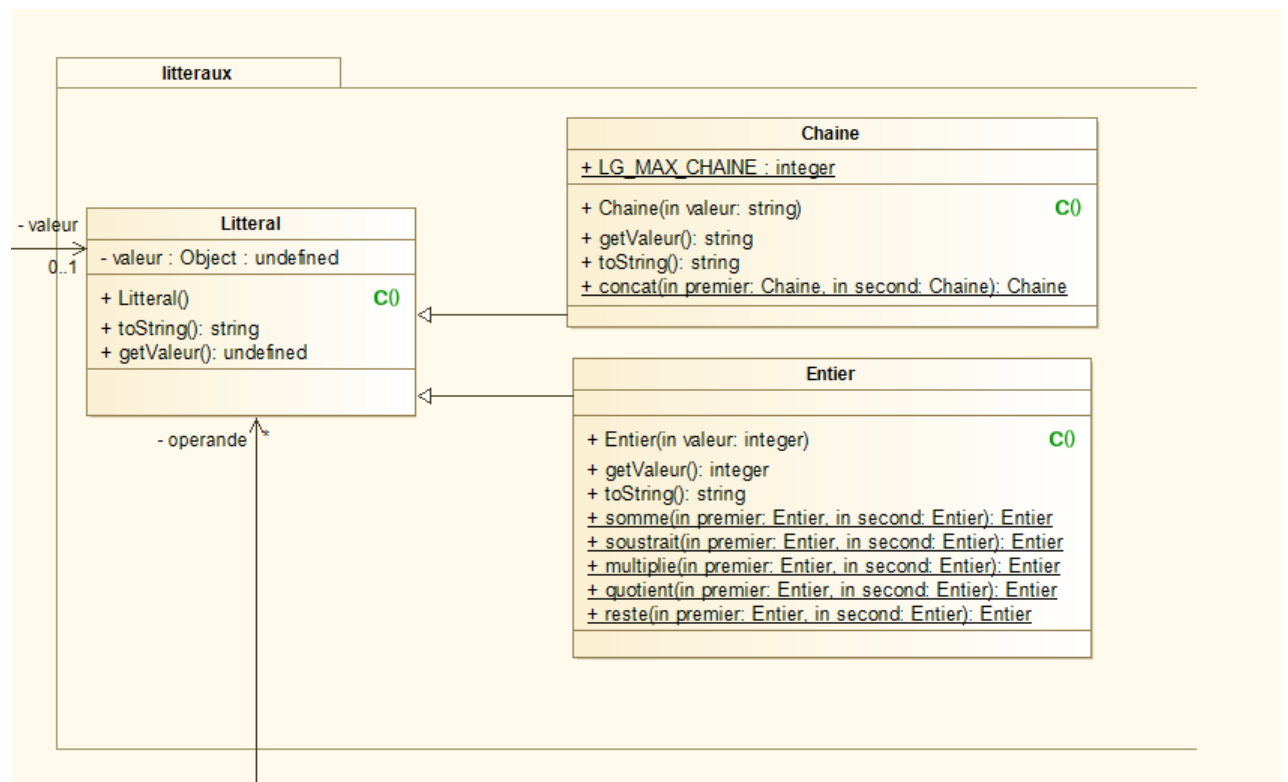 litteraux
- valeur
0..1
Litteral
- valeur : Object : undefined
+ Litteral()
C()
+ toString(): string
+ getValeur(): undefined
- operande
*
Chaine
+ LG_MAX_CHAINE : integer
+ Chaine(in valeur: string)
C()
+ getValeur(): string
+ toString(): string
+ concat(in premier: Chaine, in second: Chaine): Chaine
Entier
+ Entier(in valeur: integer)
C()
+ getValeur(): integer
+ toString(): string
+ somme(in premier: Entier, in second: Entier): Entier
+ soustrait(in premier: Entier, in second: Entier): Entier
+ multiplie(in premier: Entier, in second: Entier): Entier
+ quotient(in premier: Entier, in second: Entier): Entier
+ reste(in premier: Entier, in second: Entier): Entier